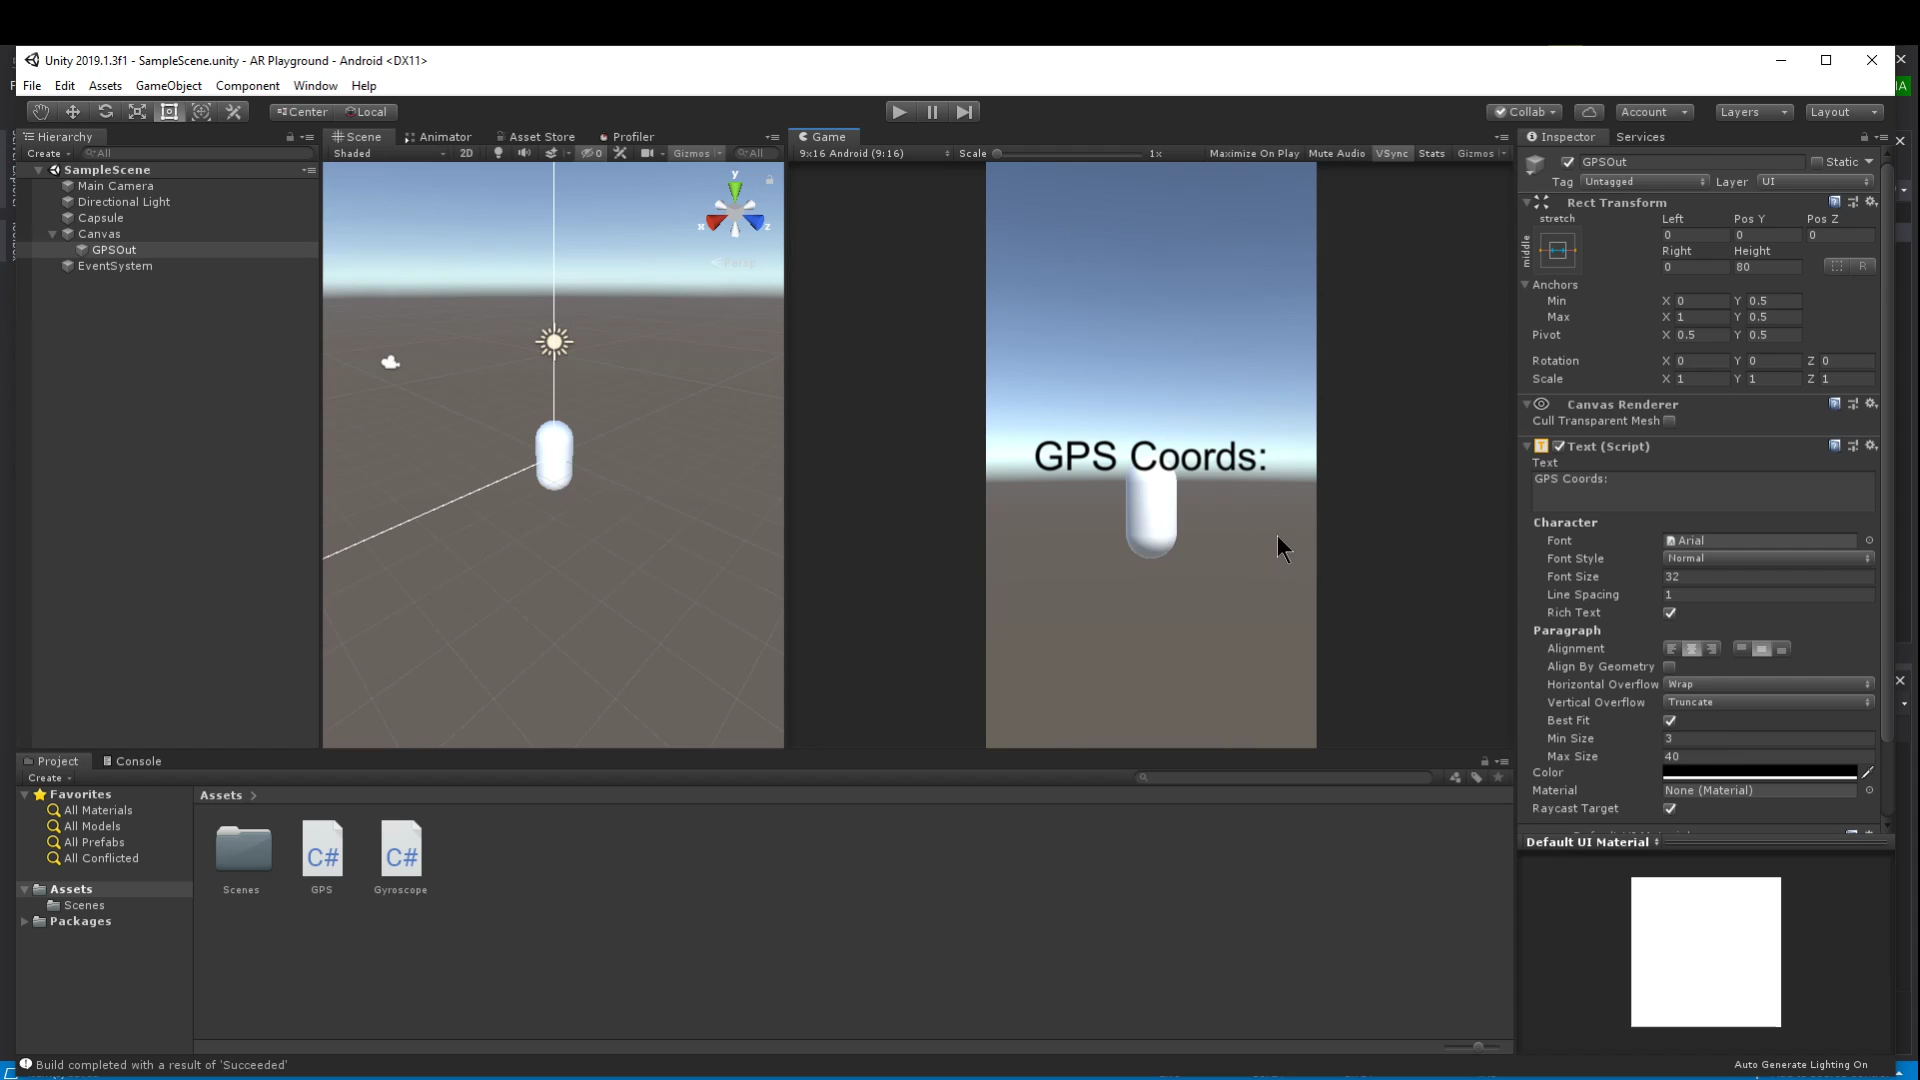 Unity 2019.1.3f1 - SampleScene.unity - AR Playground - Android <DX11>
File Edit Assets GameObject Component Window Help
Center Local Collab Account Layers Layout
Hierarchy
Create All
SampleScene
Main Camera
Directional Light
Capsule
Canvas
GPSOut
EventSystem
Scene Animator Asset Store Profiler
Shaded 2D 0 Gizmos All
y
x z
Persp
Game
9x16 Android (9:16) Scale 1x Maximize On Play Mute Audio VSync Stats Gizmos
GPS Coords:
Inspector Services
GPSOut Static
Tag Untagged Layer UI
Rect Transform
stretch Left Pos Y Pos Z
0 0 0
middle
Right Height
0 80 R
Anchors
Min X 0 Y 0.5
Max X 1 Y 0.5
Pivot X 0.5 Y 0.5
Rotation X 0 Y 0 Z 0
Scale X 1 Y 1 Z 1
Canvas Renderer
Cull Transparent Mesh
T Text (Script)
Text
GPS Coords:
Character
Font Arial
Font Style Normal
Font Size 32
Line Spacing 1
Rich Text
Paragraph
Alignment
Align By Geometry
Horizontal Overflow Wrap
Vertical Overflow Truncate
Best Fit
Min Size 3
Max Size 40
Color
Material None (Material)
Raycast Target
Default UI Material
Project Console
Create
Favorites
All Materials
All Models
All Prefabs
All Conflicted
Assets
Scenes
Packages
Assets
C# C#
Scenes GPS Gyroscope
Build completed with a result of 'Succeeded'
Auto Generate Lighting On